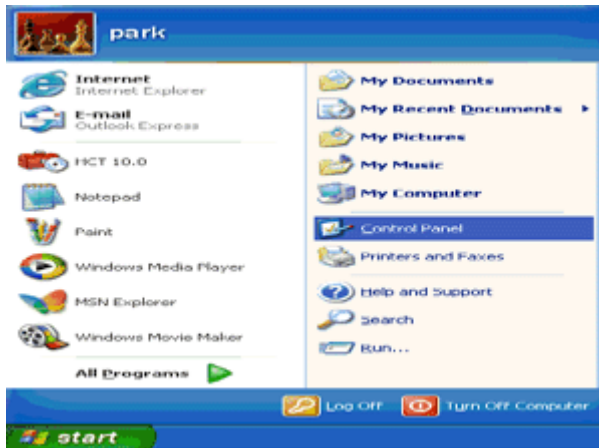 park
Internet
Internet Explorer
E-mail
Outlook Express
HCT 10.0
Notepad
Paint
Windows Media Player
MSN Explorer
Windows Movie Maker
All Programs
My Documents
My Recent Documents
My Pictures
My Music
My Computer
Control Panel
Printers and Faxes
Help and Support
Search
Run...
Log Off
Turn Off Computer
start